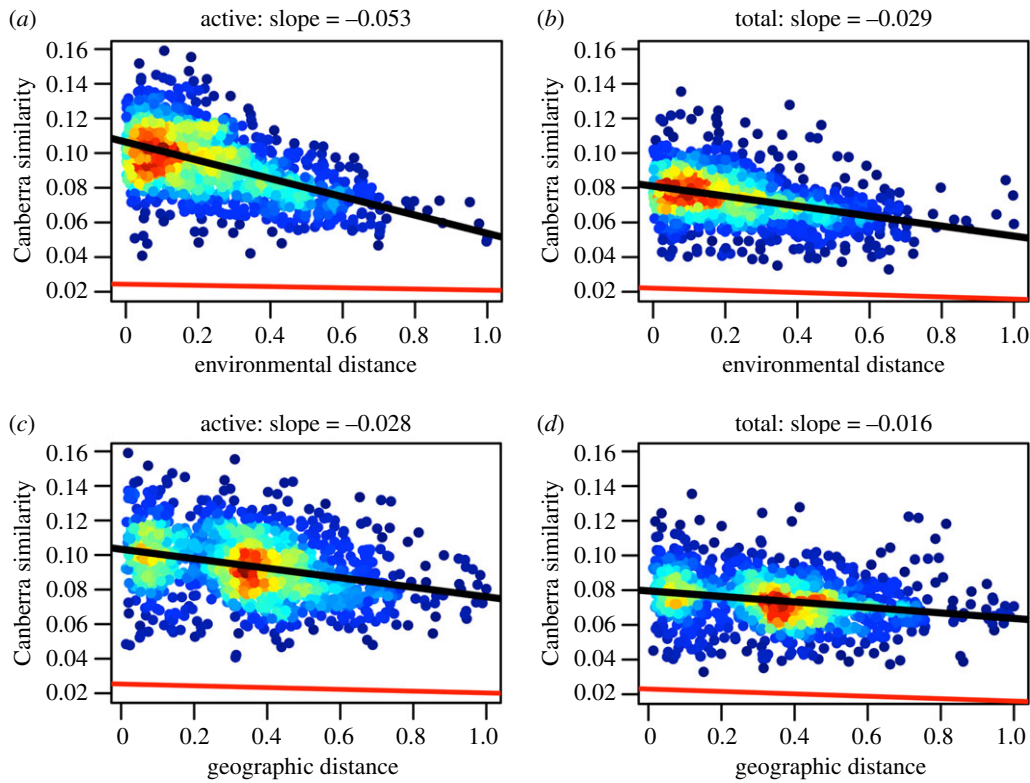 (a) active: slope = –0.053
Canberra similarity
0.16
0.14
0.12
0.10
0.08
0.06
0.04
0.02
0 0.2 0.4 0.6 0.8 1.0
environmental distance
(b) total: slope = –0.029
Canberra similarity
0.16
0.14
0.12
0.10
0.08
0.06
0.04
0.02
0 0.2 0.4 0.6 0.8 1.0
environmental distance
(c) active: slope = –0.028
Canberra similarity
0.16
0.14
0.12
0.10
0.08
0.06
0.04
0.02
0 0.2 0.4 0.6 0.8 1.0
geographic distance
(d) total: slope = –0.016
Canberra similarity
0.16
0.14
0.12
0.10
0.08
0.06
0.04
0.02
0 0.2 0.4 0.6 0.8 1.0
geographic distance